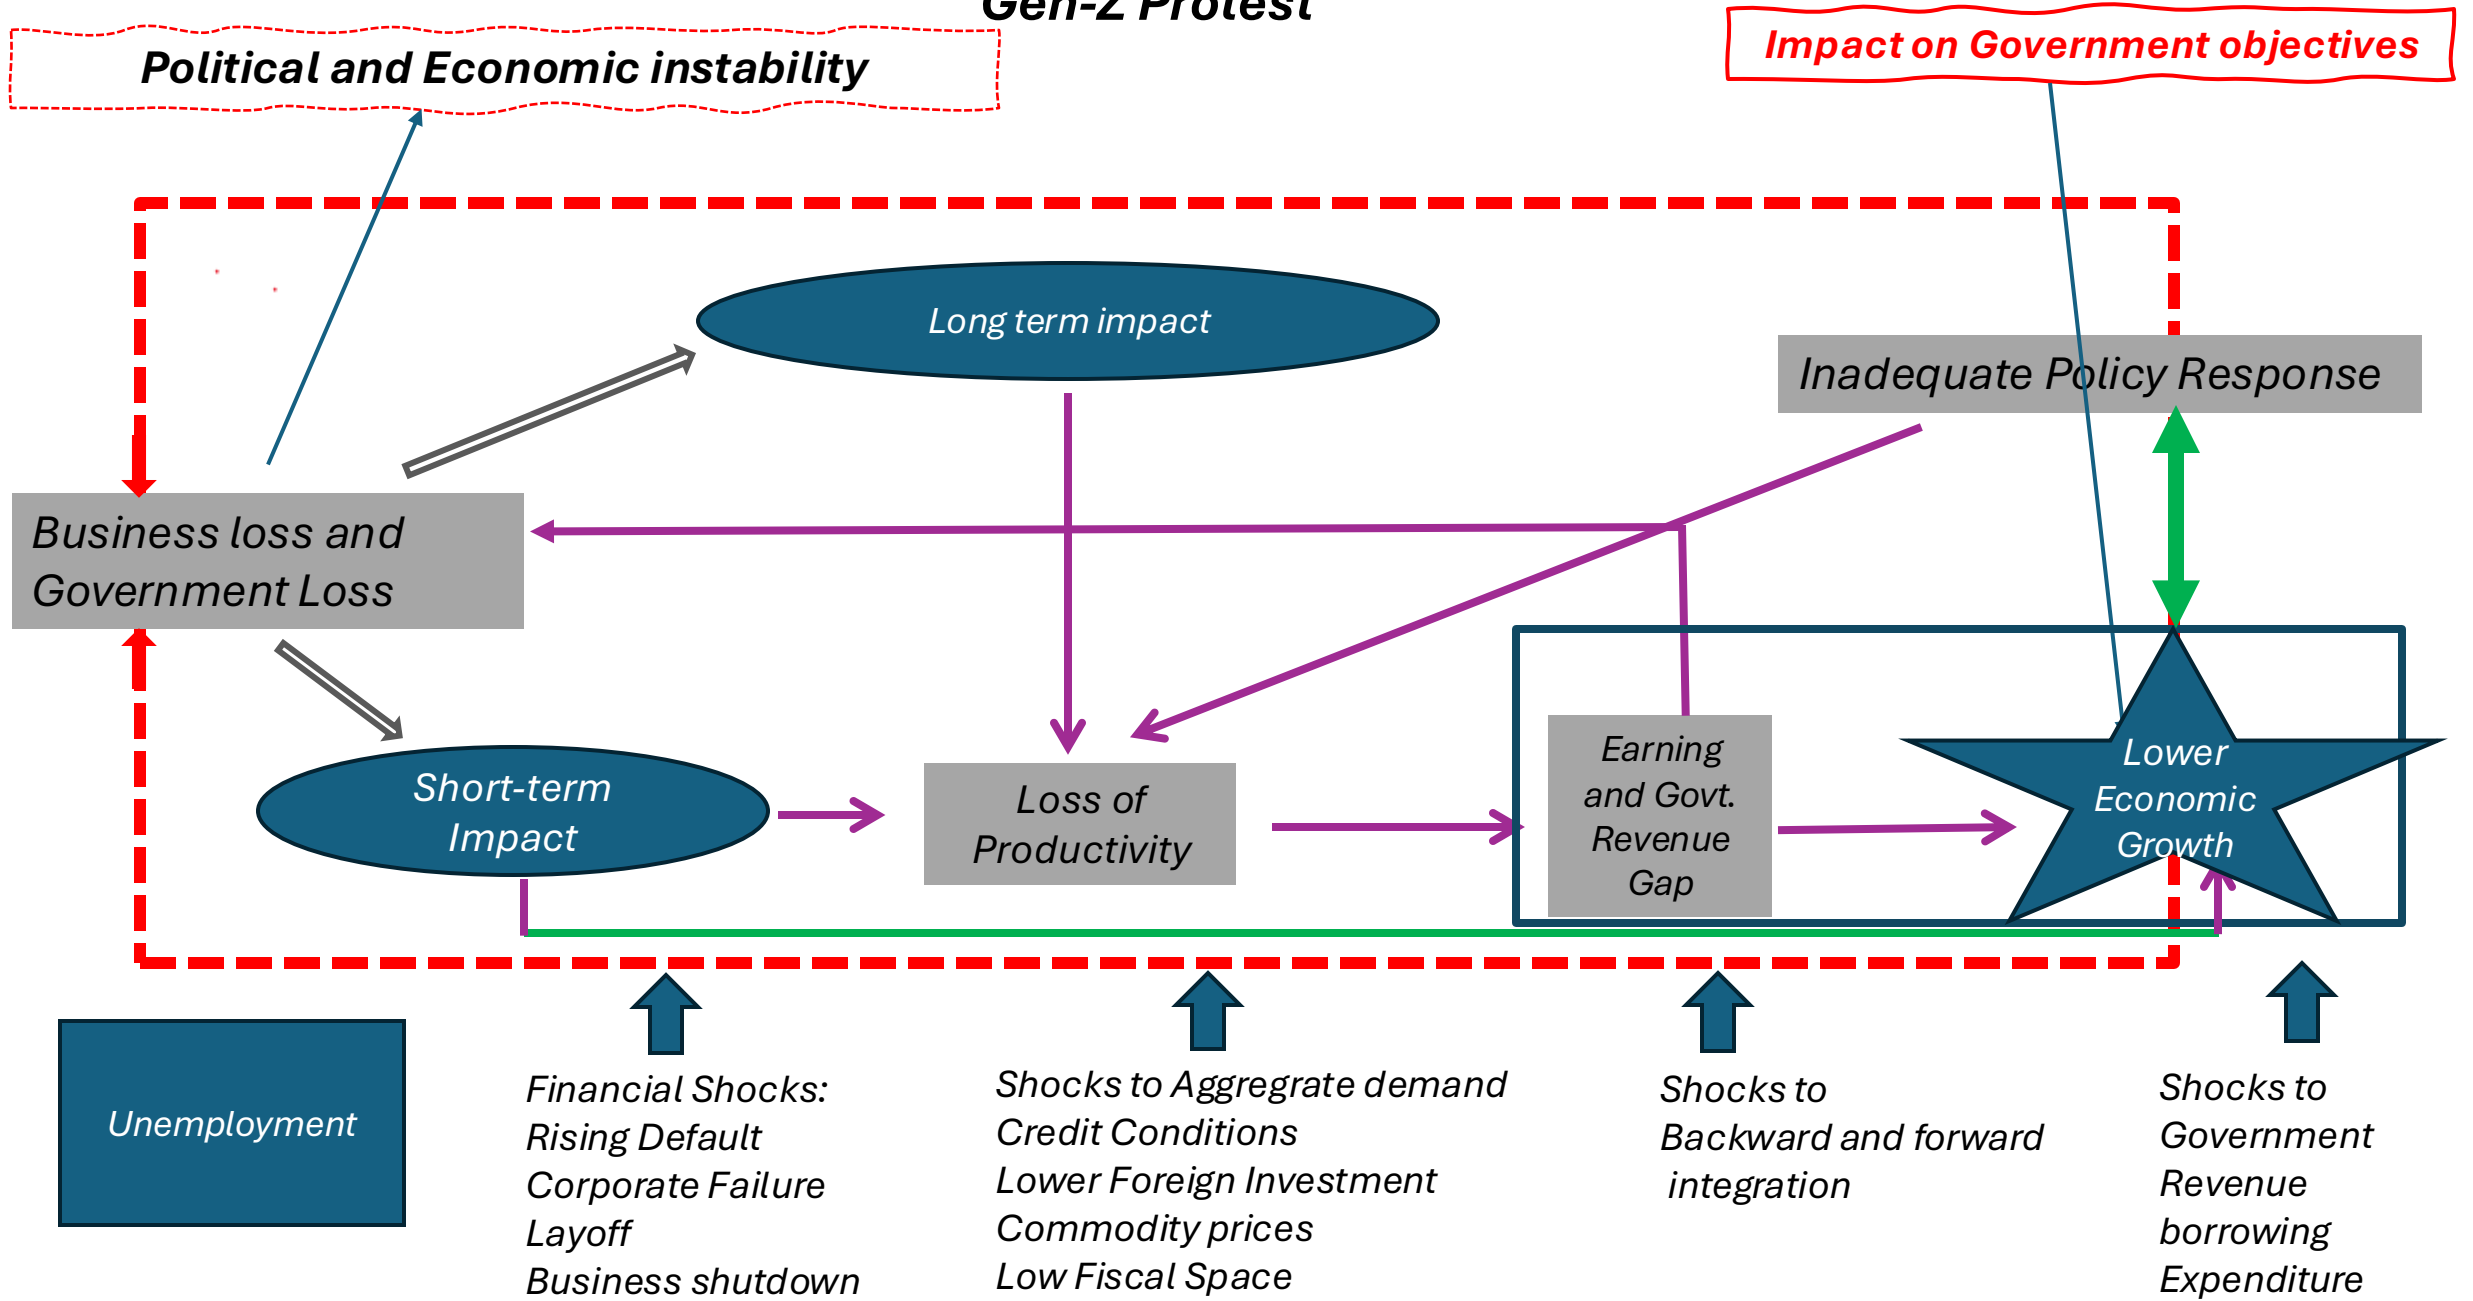 Gen-Z Protest
Political and Economic instability
Impact on Government objectives
Long term impact
Inadequate Policy Response
Business loss and
Government Loss
Short-term
Impact
Loss of
Productivity
Earning
and Govt.
Revenue
Gap
Lower
Economic
Growth
Unemployment
Financial Shocks:
Rising Default
Corporate Failure
Layoff
Business shutdown
Shocks to Aggregrate demand
Credit Conditions
Lower Foreign Investment
Commodity prices
Low Fiscal Space
Shocks to
Backward and forward
integration
Shocks to
Government
Revenue
borrowing
Expenditure